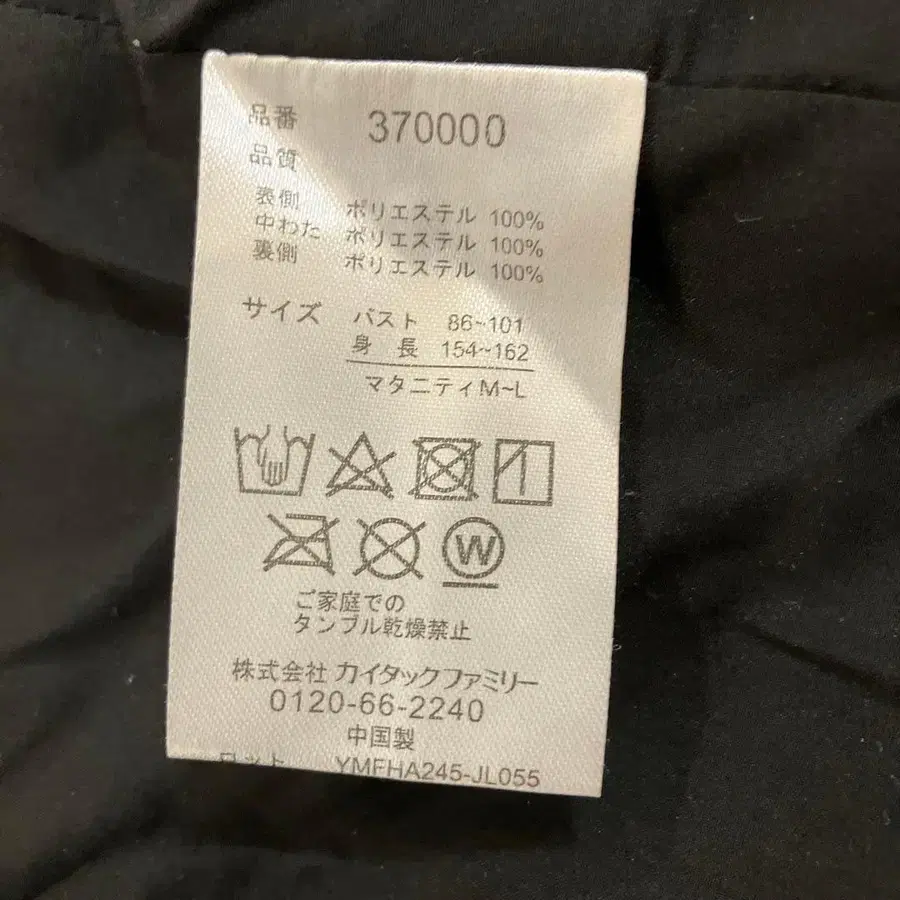 品番 370000
品質
表側 ポリエステル 100%
中わた ポリエステル 100%
裏側 ポリエステル 100%
サイズ バスト 86~101
身長 154~162
マタニティM~L
W
ご家庭での
タンブル乾燥禁止
株式会社 カイタックファミリー
0120-66-2240
中国製
ロット YMFHA245-JL055